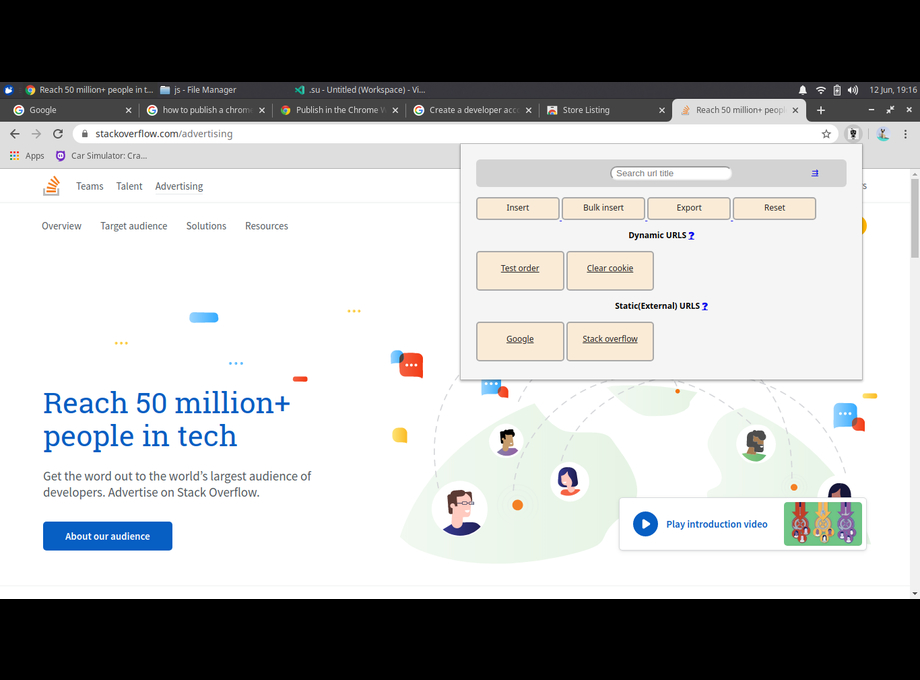 Reach 50 million+ people in t...
js - File Manager
.su - Untitled (Workspace) - Vi...
12 Jun, 19:16
Google
how to publish a chrom
Publish in the Chrome W
Create a developer acc
Store Listing
Reach 50 million+ peopl
stackoverflow.com/advertising
Apps
Car Simulator: Cra...
Teams
Talent
Advertising
Overview
Target audience
Solutions
Resources
Search url title
Insert
Bulk insert
Export
Reset
Dynamic URLS ?
Test order
Clear cookie
Static(External) URLS ?
Google
Stack overflow
Reach 50 million+
people in tech
Get the word out to the world's largest audience of
developers. Advertise on Stack Overflow.
About our audience
Play introduction video